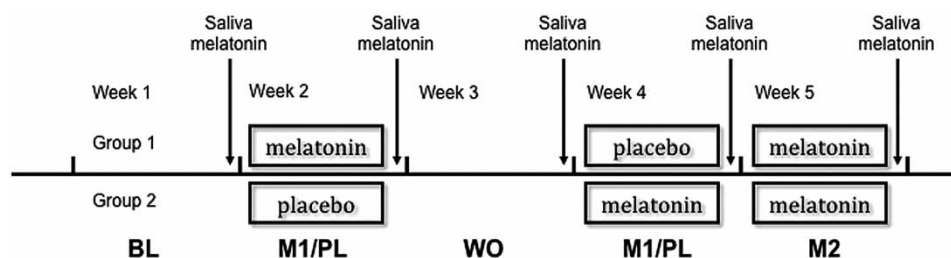 Saliva melatonin
Saliva melatonin
Saliva melatonin
Saliva melatonin
Saliva melatonin
Week 1
Week 2
Week 3
Week 4
Week 5
Group 1
melatonin
placebo
melatonin
Group 2
placebo
melatonin
melatonin
BL
M1/PL
WO
M1/PL
M2